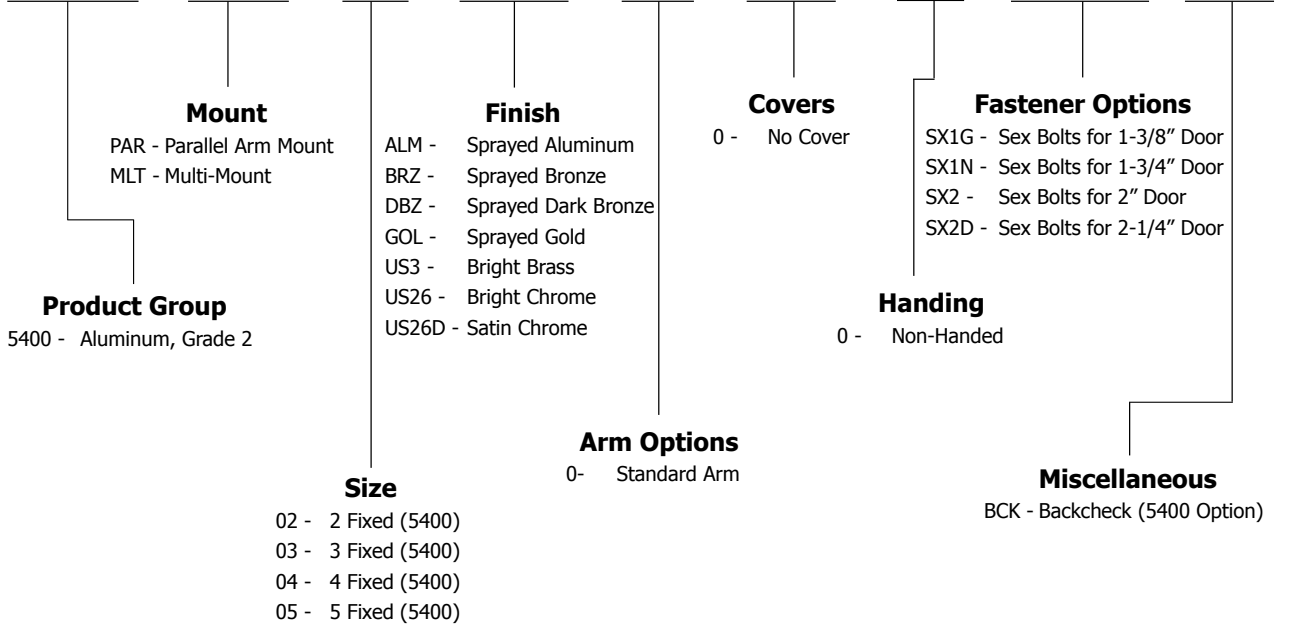 Mount
PAR - Parallel Arm Mount
MLT - Multi-Mount
Finish
ALM - Sprayed Aluminum
BRZ - Sprayed Bronze
DBZ - Sprayed Dark Bronze
GOL - Sprayed Gold
US3 - Bright Brass
US26 - Bright Chrome
US26D - Satin Chrome
Covers
0 - No Cover
Fastener Options
SX1G - Sex Bolts for 1-3/8” Door
SX1N - Sex Bolts for 1-3/4” Door
SX2 - Sex Bolts for 2” Door
SX2D - Sex Bolts for 2-1/4” Door
Product Group
5400 - Aluminum, Grade 2
Handing
0 - Non-Handed
Arm Options
0- Standard Arm
Size
02 - 2 Fixed (5400)
03 - 3 Fixed (5400)
04 - 4 Fixed (5400)
05 - 5 Fixed (5400)
Miscellaneous
BCK - Backcheck (5400 Option)